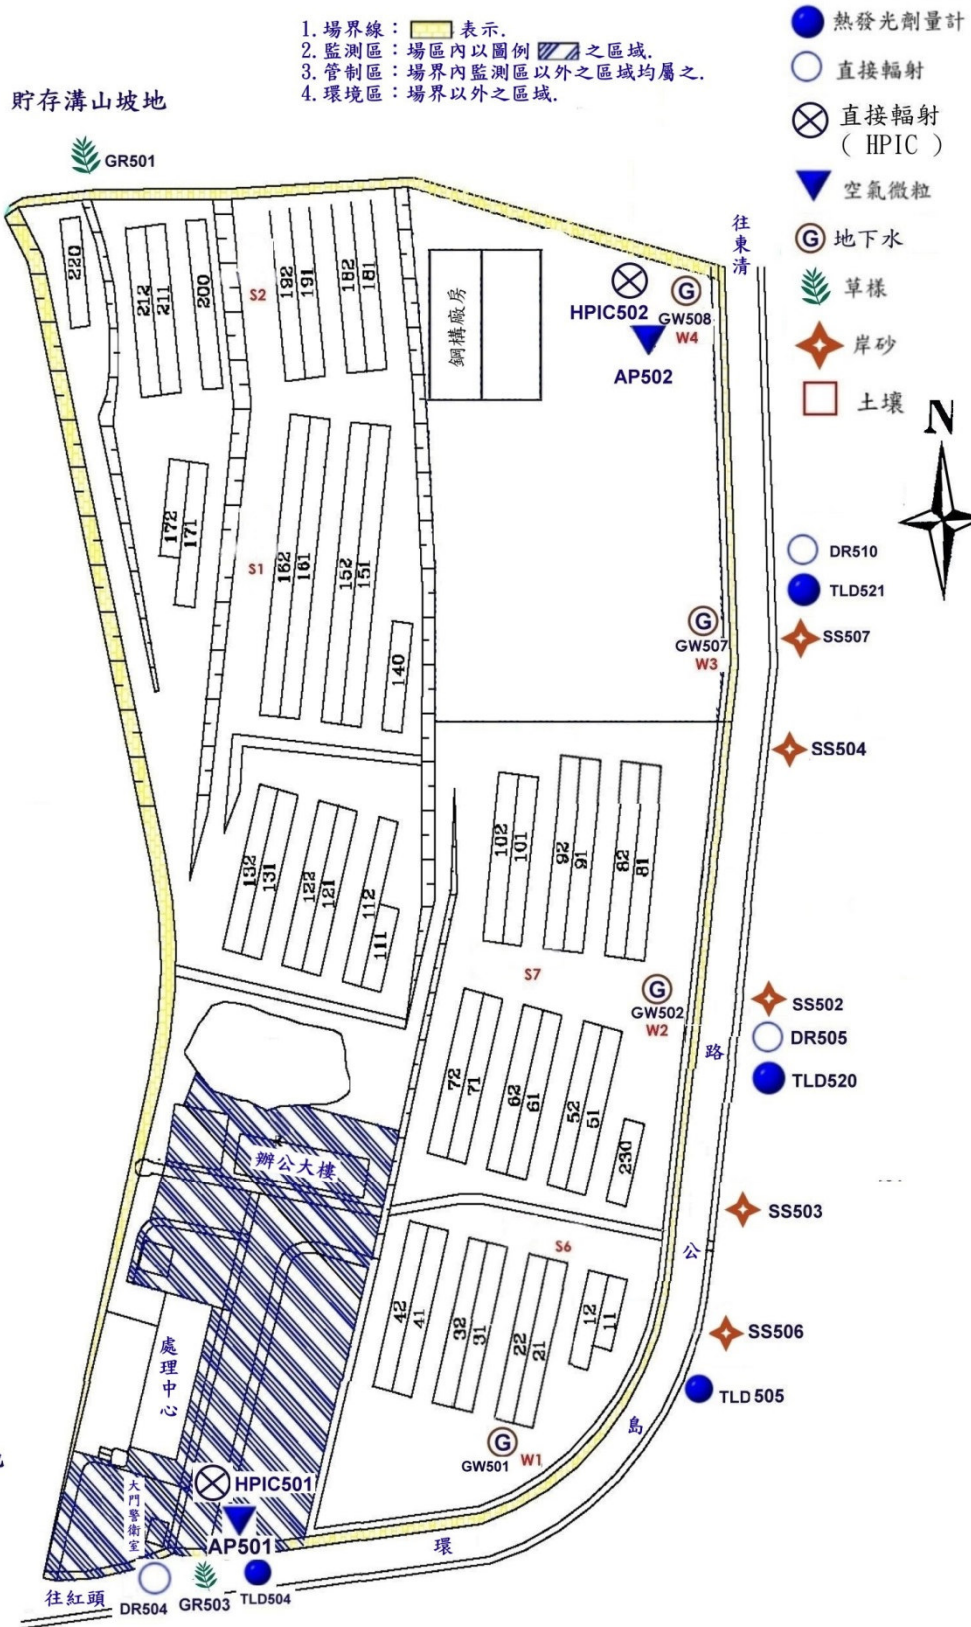 1. 場界線： 表示.
2. 監測區：場區內以圖例 之區域.
3. 管制區：場界內監測區以外之區域均屬之.
4. 環境區：場界以外之區域.
熱發光劑量計
直接輻射
直接輻射
( HPIC )
空氣微粒
G 地下水
草樣
岸砂
土壤
N
貯存溝山坡地
GR501
往東清
220
212
211
200
S2
192
191
182
181
鋼構廠房
HPIC502
G
GW508
W4
AP502
172
171
S1
162
161
152
151
140
G
GW507
W3
DR510
TLD521
SS507
SS504
132
131
122
121
112
111
102
101
92
91
82
81
S7
G
GW502
W2
SS502
DR505
TLD520
路
72
71
62
61
52
51
230
辦公大樓
SS503
公
S6
42
41
32
31
22
21
12
11
SS506
TLD505
島
處理中心
G
GW501
W1
HPIC501
大門警衛室
AP501
環
往紅頭
DR504
GR503
TLD504